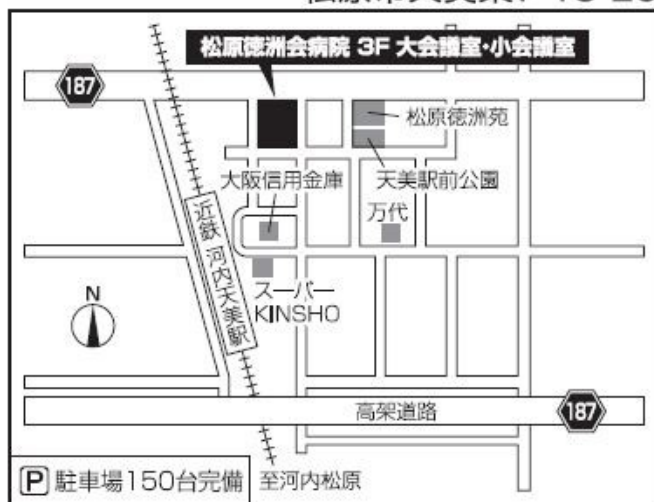 松原徳洲会病院 3F 大会議室・小会議室
187
松原徳洲苑
大阪信用金庫
天美駅前公園
万代
近鉄 河内天美駅
スーパー
KINSHO
N
高架道路
187
P 駐車場150台完備
至河内松原